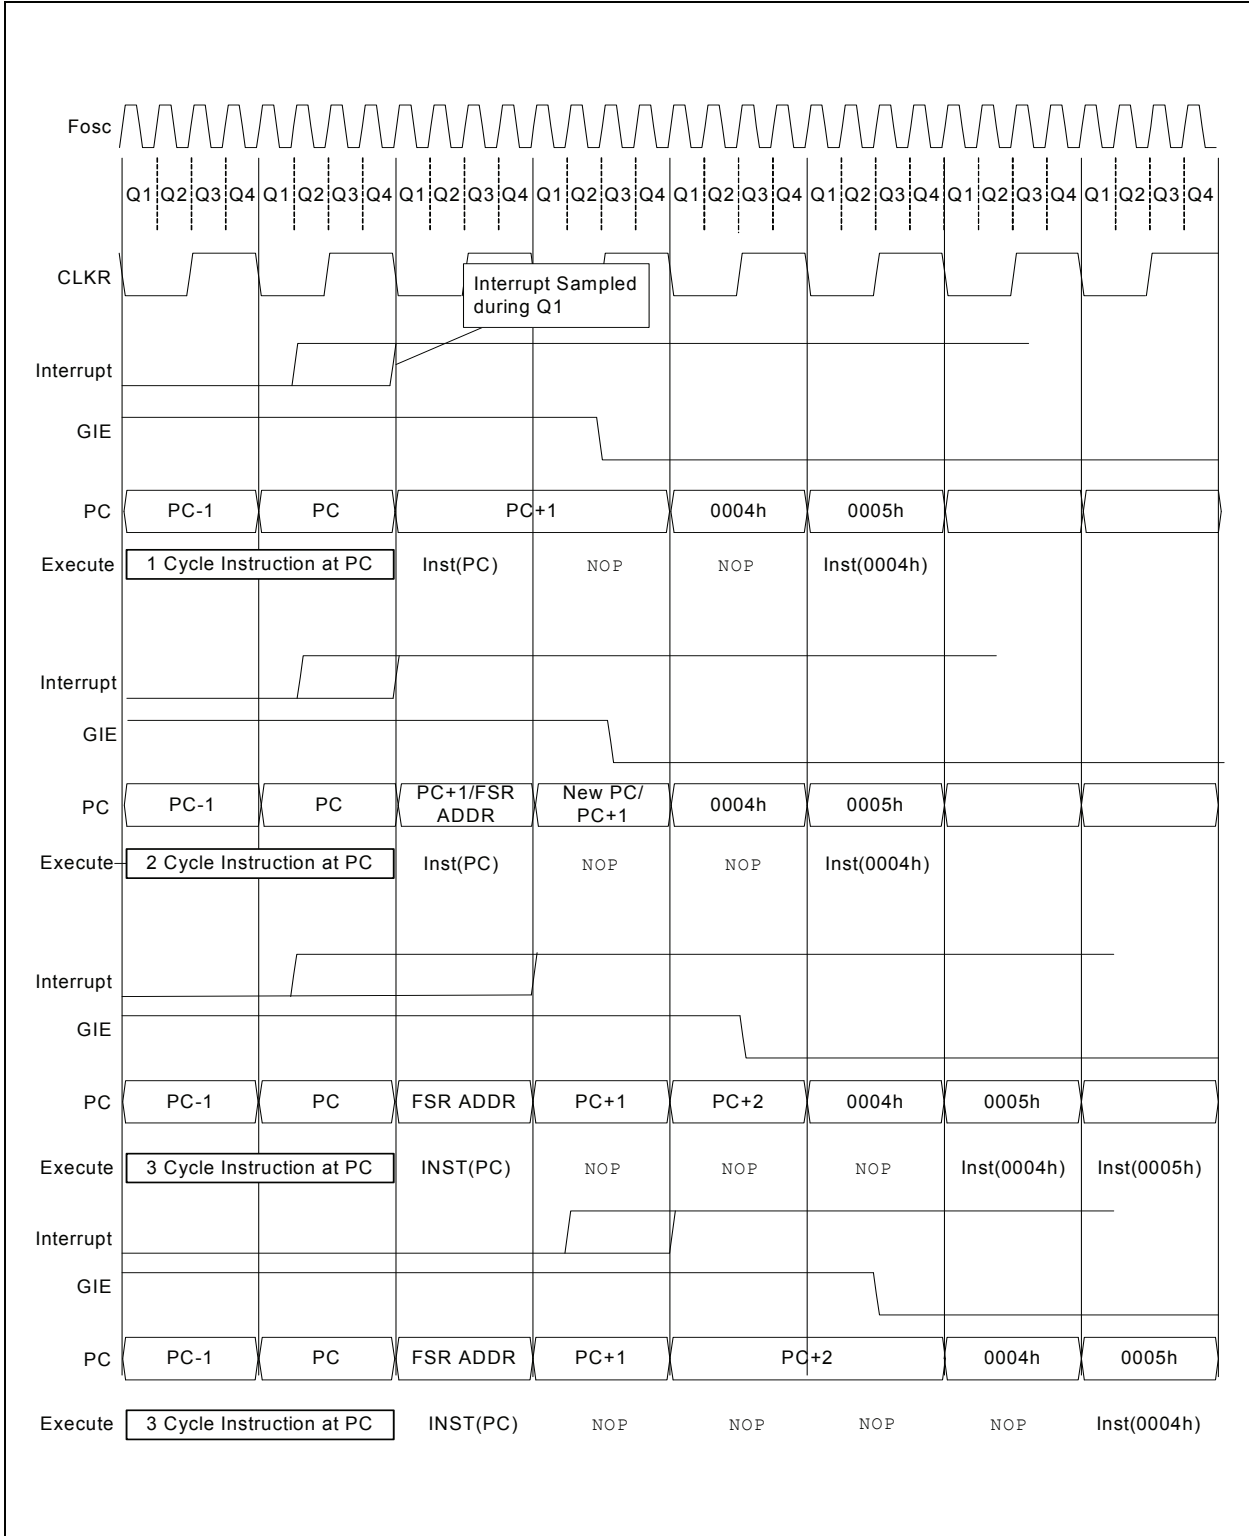 Fosc
Q1 Q2 Q3 Q4 Q1 Q2 Q3 Q4 Q1 Q2 Q3 Q4 Q1 Q2 Q3 Q4 Q1 Q2 Q3 Q4 Q1 Q2 Q3 Q4 Q1 Q2 Q3 Q4 Q1 Q2 Q3 Q4
CLKR
Interrupt Sampled
during Q1
Interrupt
GIE
PC PC-1 PC PC+1 0004h 0005h
Execute 1 Cycle Instruction at PC Inst(PC) NOP NOP Inst(0004h)
Interrupt
GIE
PC PC-1 PC PC+1/FSR ADDR New PC/ PC+1 0004h 0005h
Execute 2 Cycle Instruction at PC Inst(PC) NOP NOP Inst(0004h)
Interrupt
GIE
PC PC-1 PC FSR ADDR PC+1 PC+2 0004h 0005h
Execute 3 Cycle Instruction at PC INST(PC) NOP NOP NOP Inst(0004h) Inst(0005h)
Interrupt
GIE
PC PC-1 PC FSR ADDR PC+1 PC+2 0004h 0005h
Execute 3 Cycle Instruction at PC INST(PC) NOP NOP NOP NOP Inst(0004h)